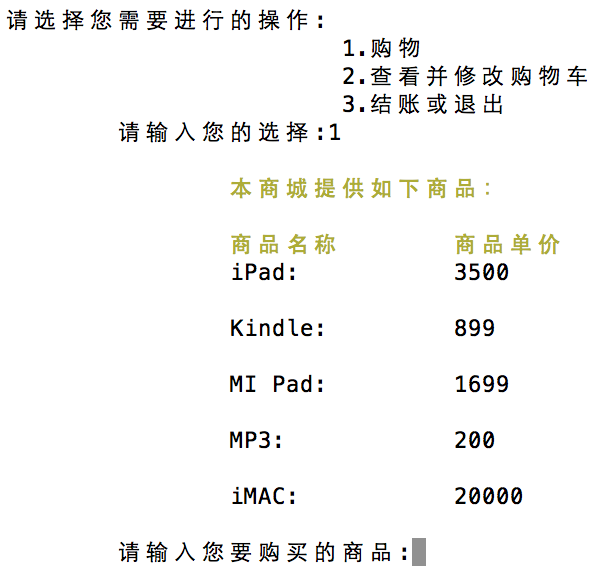 请选择您需要进行的操作:
1.购物
2.查看并修改购物车
3.结账或退出
请输入您的选择:1
本商城提供如下商品:
商品名称 商品单价
iPad: 3500
Kindle: 899
MI Pad: 1699
MP3: 200
iMAC: 20000
请输入您要购买的商品: